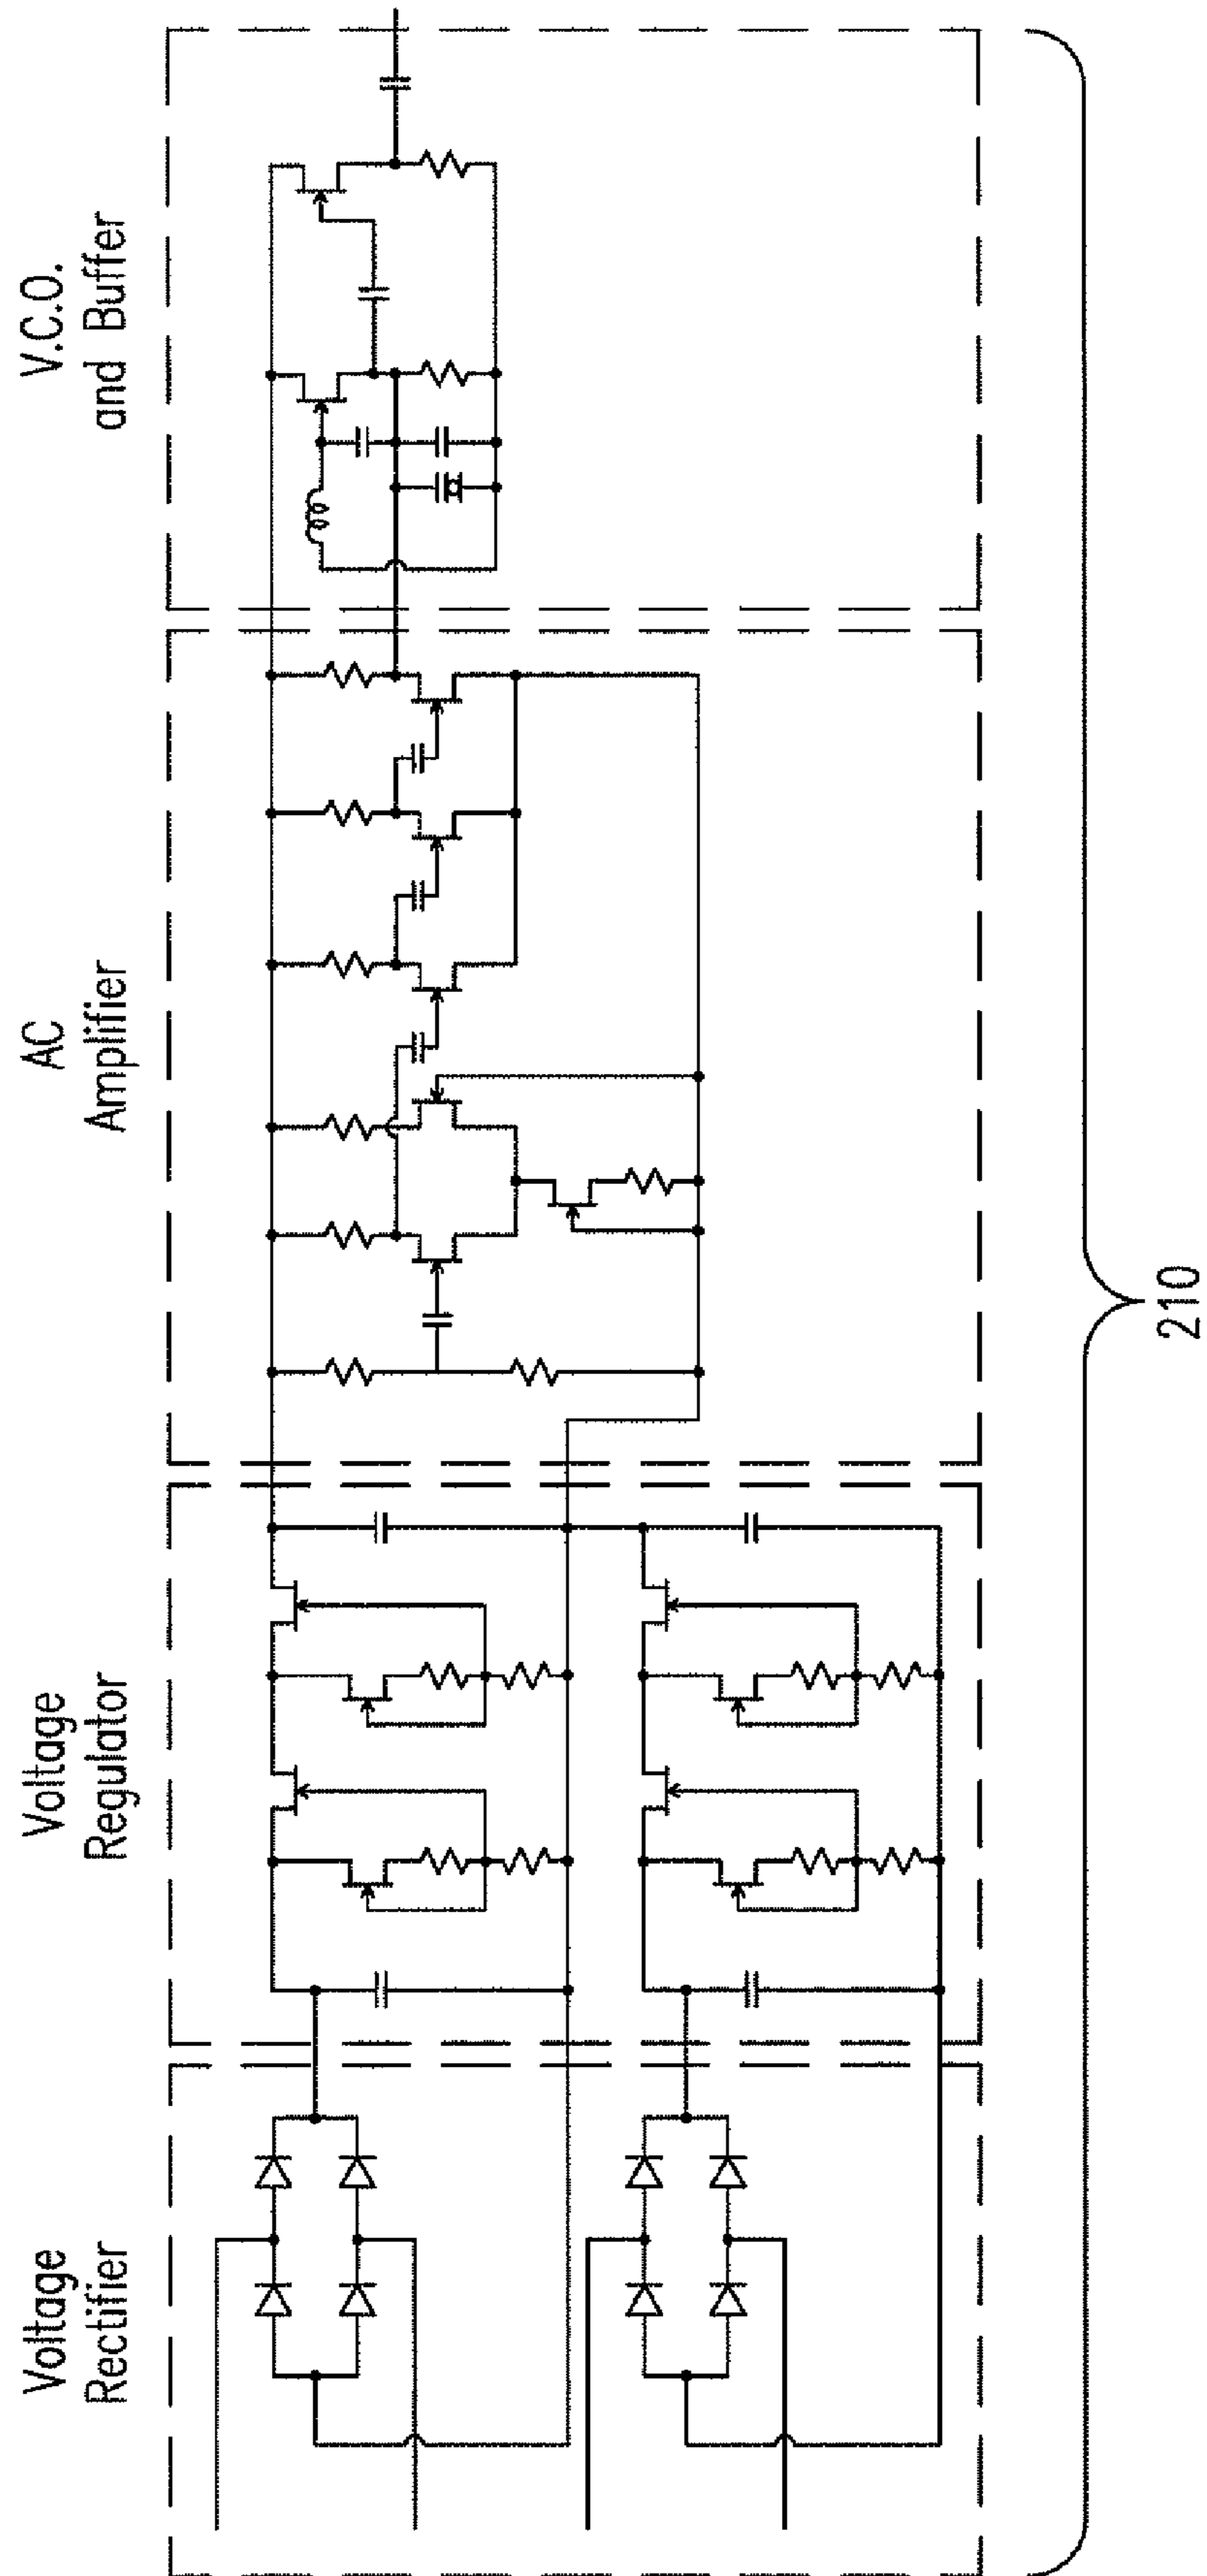 Voltage
Rectifier
Voltage
Regulator
AC
Amplifier
V.C.O.
and Buffer
210